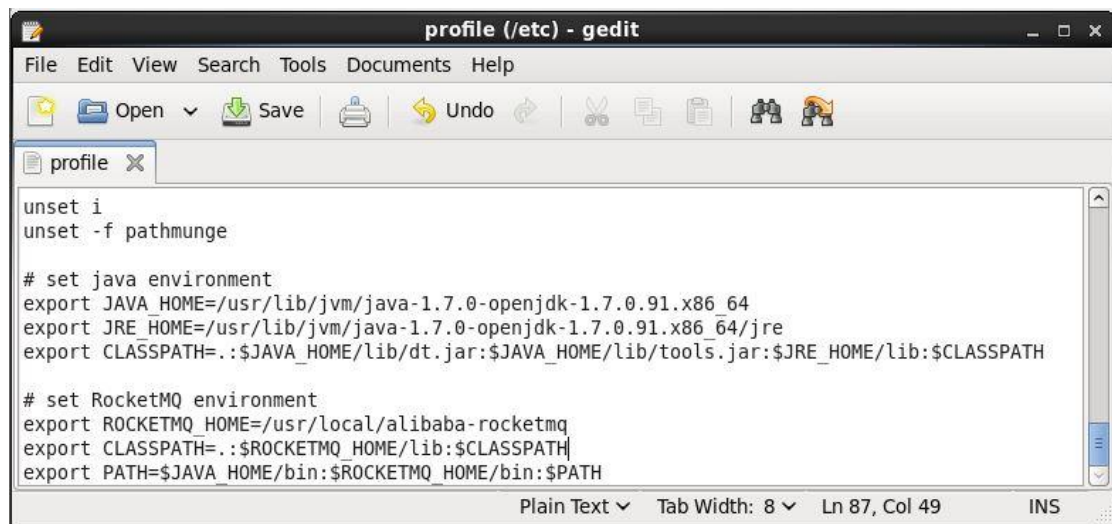 profile (/etc) - gedit
File Edit View Search Tools Documents Help
Open Save Undo
profile
unset i
unset -f pathmunge
# set java environment
export JAVA_HOME=/usr/lib/jvm/java-1.7.0-openjdk-1.7.0.91.x86_64
export JRE_HOME=/usr/lib/jvm/java-1.7.0-openjdk-1.7.0.91.x86_64/jre
export CLASSPATH=.:$JAVA_HOME/lib/dt.jar:$JAVA_HOME/lib/tools.jar:$JRE_HOME/lib:$CLASSPATH
# set RocketMQ environment
export ROCKETMQ_HOME=/usr/local/alibaba-rocketmq
export CLASSPATH=.:$ROCKETMQ_HOME/lib:$CLASSPATH
export PATH=$JAVA_HOME/bin:$ROCKETMQ_HOME/bin:$PATH
Plain Text Tab Width: 8 Ln 87, Col 49 INS